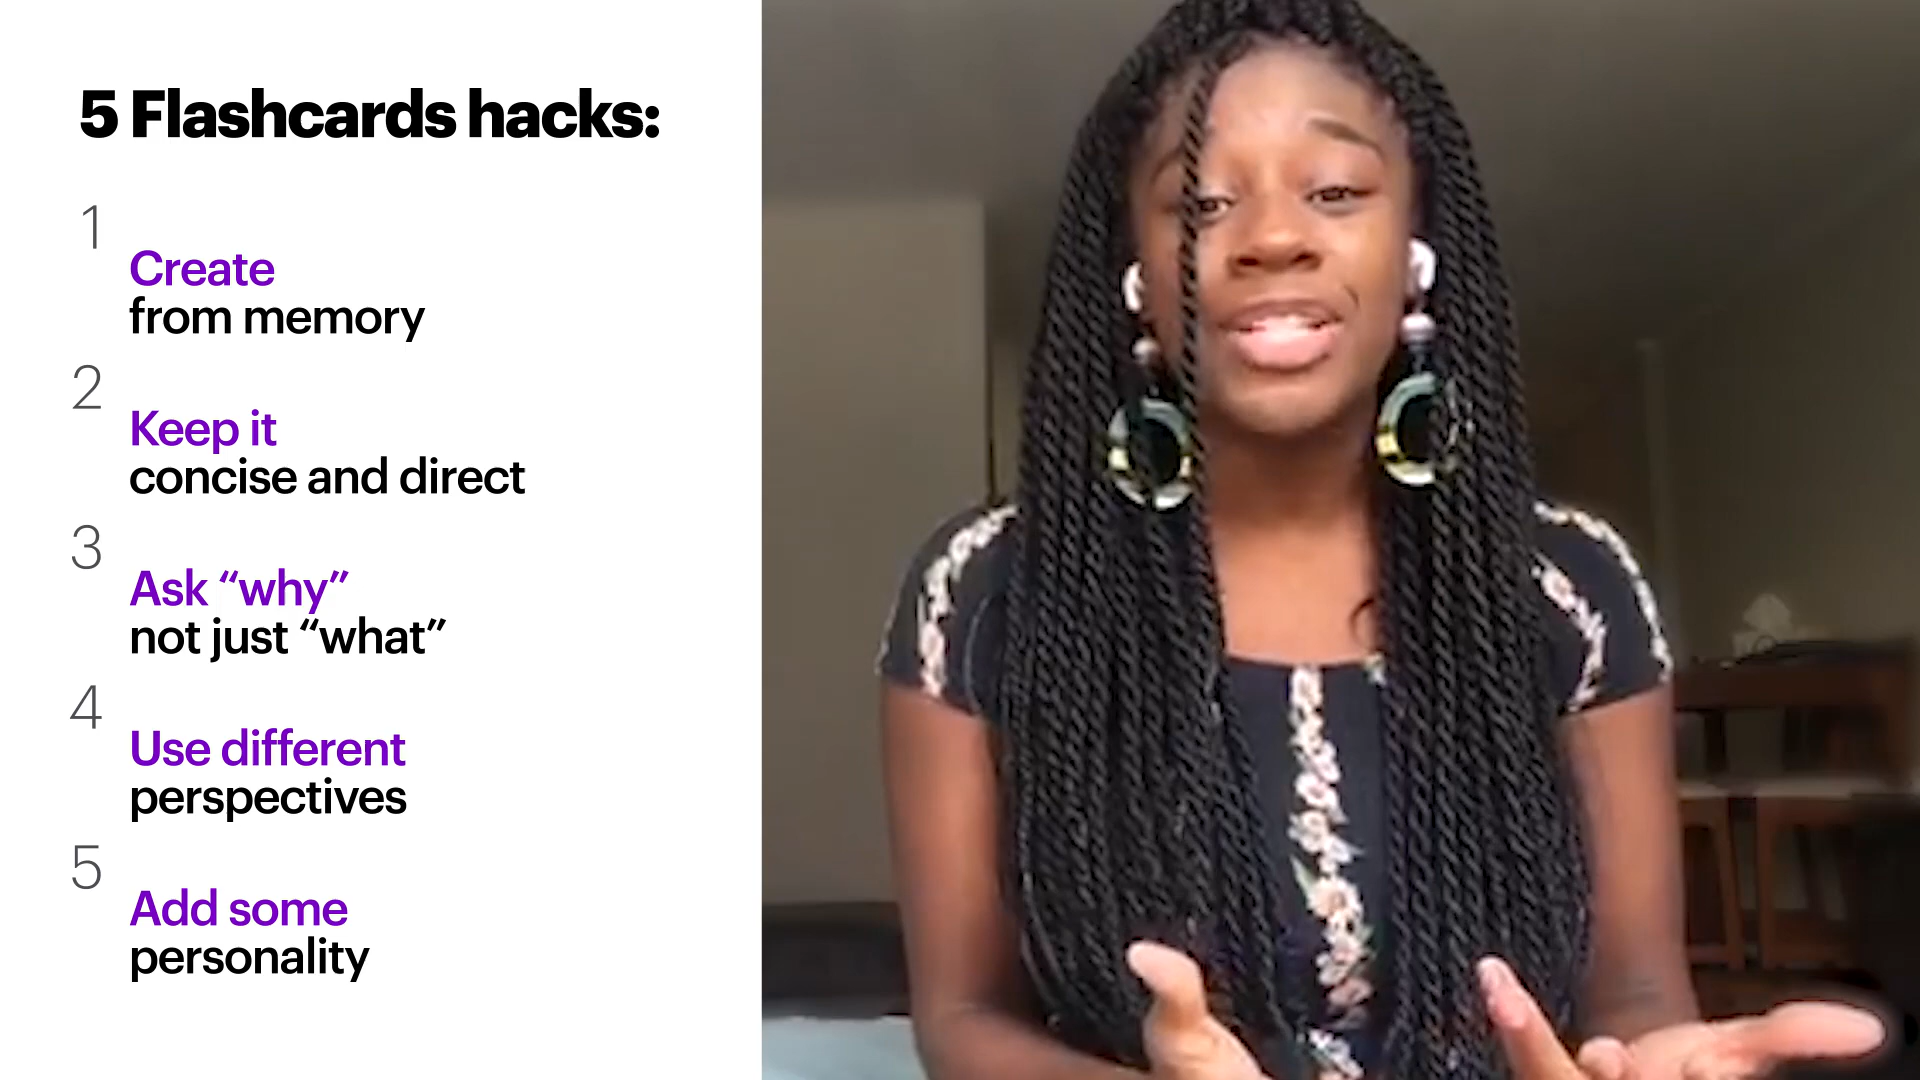 5 Flashcards hacks:
1
Create
from memory
2
Keep it
concise and direct
3
Ask “why”
not just “what”
4
Use different
perspectives
5
Add some
personality